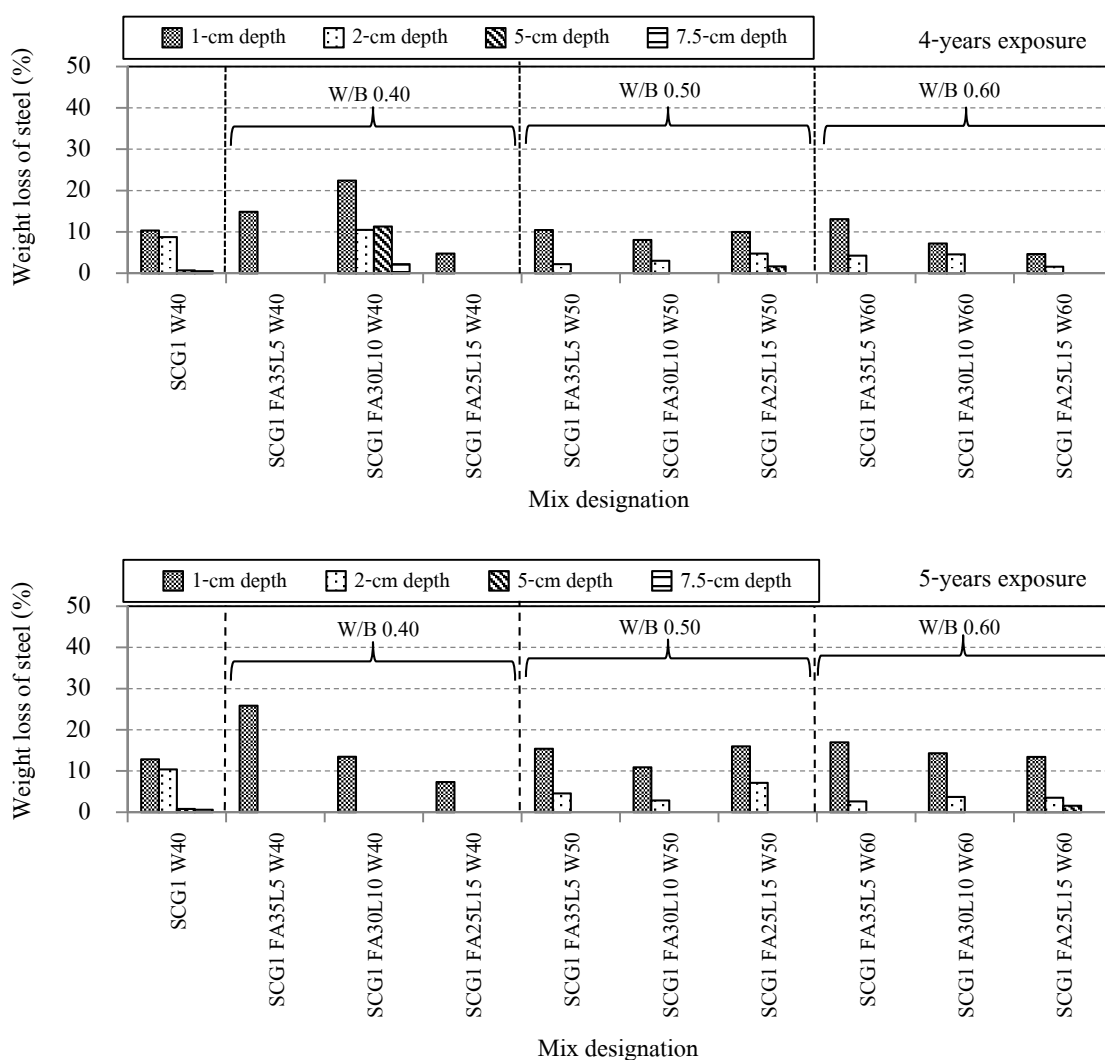 1-cm depth 2-cm depth 5-cm depth 7.5-cm depth 4-years exposure
Weight loss of steel (%)
50
40
30
20
10
0
W/B 0.40 W/B 0.50 W/B 0.60
SCG1 W40
SCG1 FA35L5 W40
SCG1 FA30L10 W40
SCG1 FA25L15 W40
SCG1 FA35L5 W50
SCG1 FA30L10 W50
SCG1 FA25L15 W50
SCG1 FA35L5 W60
SCG1 FA30L10 W60
SCG1 FA25L15 W60
Mix designation
1-cm depth 2-cm depth 5-cm depth 7.5-cm depth 5-years exposure
Weight loss of steel (%)
50
40
30
20
10
0
W/B 0.40 W/B 0.50 W/B 0.60
SCG1 W40
SCG1 FA35L5 W40
SCG1 FA30L10 W40
SCG1 FA25L15 W40
SCG1 FA35L5 W50
SCG1 FA30L10 W50
SCG1 FA25L15 W50
SCG1 FA35L5 W60
SCG1 FA30L10 W60
SCG1 FA25L15 W60
Mix designation